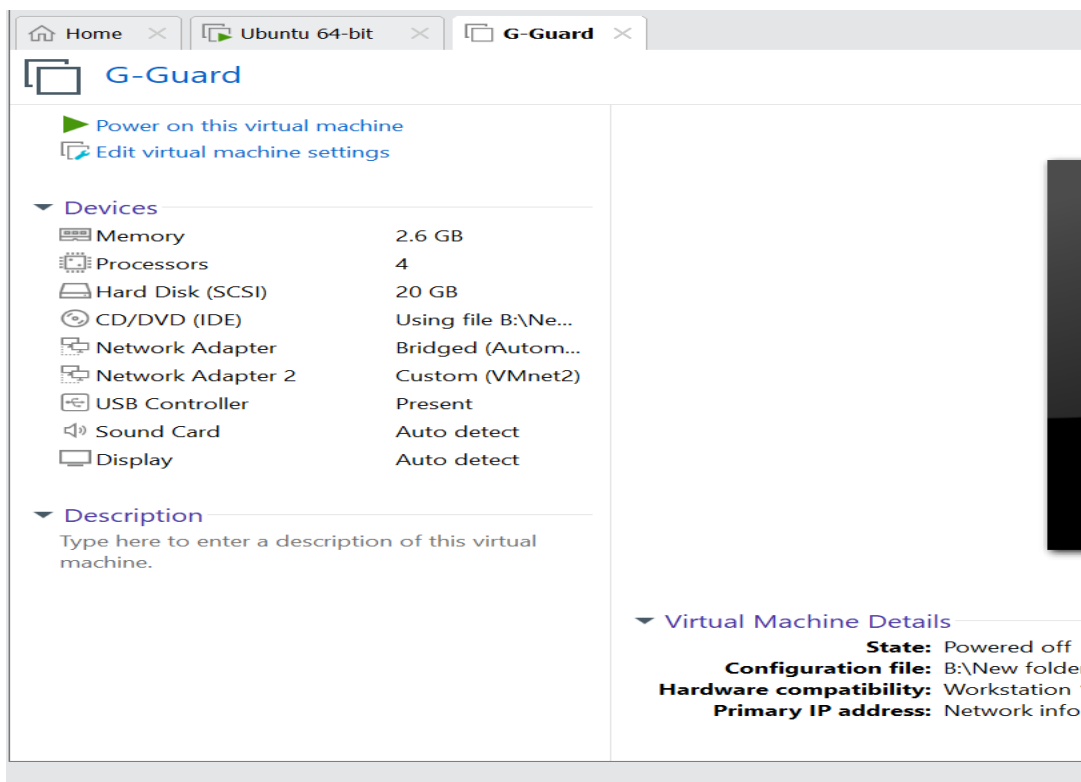 Home Ubuntu 64-bit G-Guard
G-Guard
Power on this virtual machine
Edit virtual machine settings
Devices
Memory 2.6 GB
Processors 4
Hard Disk (SCSI) 20 GB
CD/DVD (IDE) Using file B:\Ne...
Network Adapter Bridged (Autom...
Network Adapter 2 Custom (VMnet2)
USB Controller Present
Sound Card Auto detect
Display Auto detect
Description
Type here to enter a description of this virtual
machine.
Virtual Machine Details
State: Powered off
Configuration file: B:\New folder
Hardware compatibility: Workstation
Primary IP address: Network info